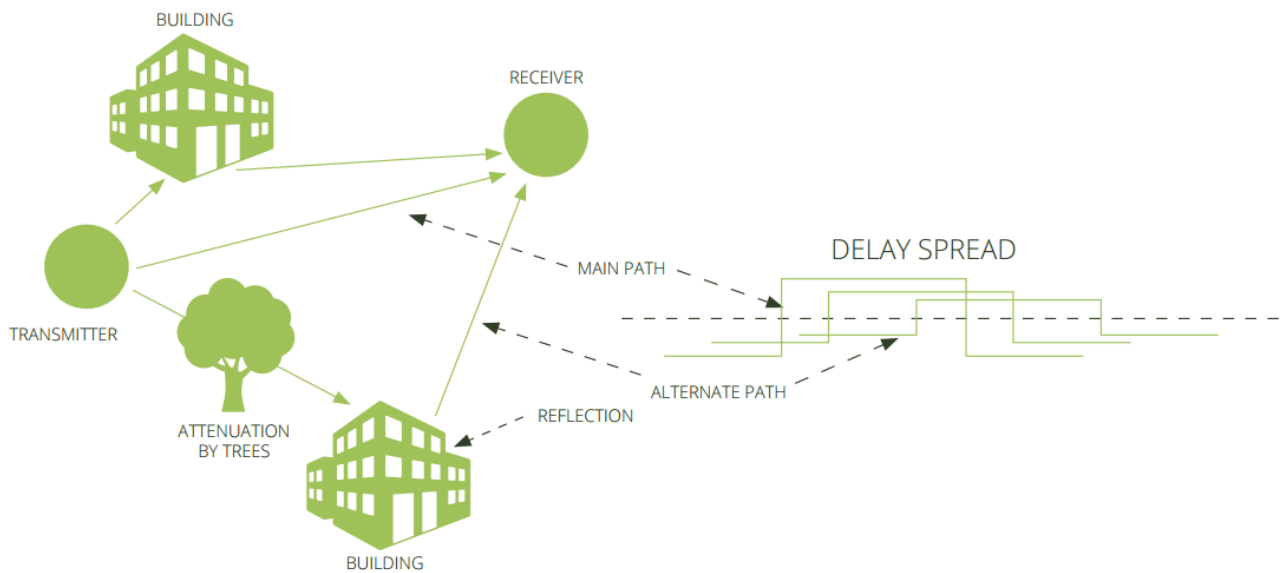 BUILDING
RECEIVER
TRANSMITTER
MAIN PATH
DELAY SPREAD
ALTERNATE PATH
REFLECTION
ATTENUATION
BY TREES
BUILDING